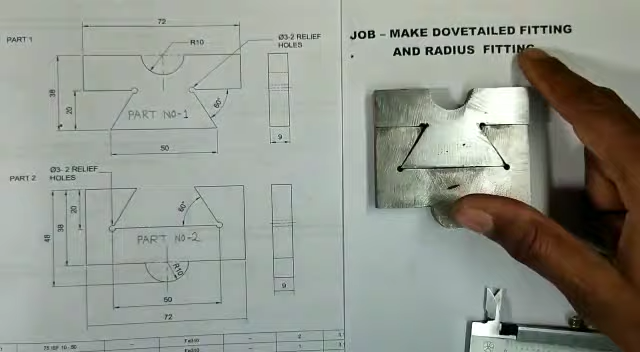 72
PART 1
R10
Ø3-2 RELIEF
HOLES
38
20
60°
PART NO-1
50
9
JOB – MAKE DOVETAILED FITTING
AND RADIUS FITTING
PART 2
Ø3- 2 RELIEF
HOLES
48
38
20
60°
PART NO-2
R10
50
72
9